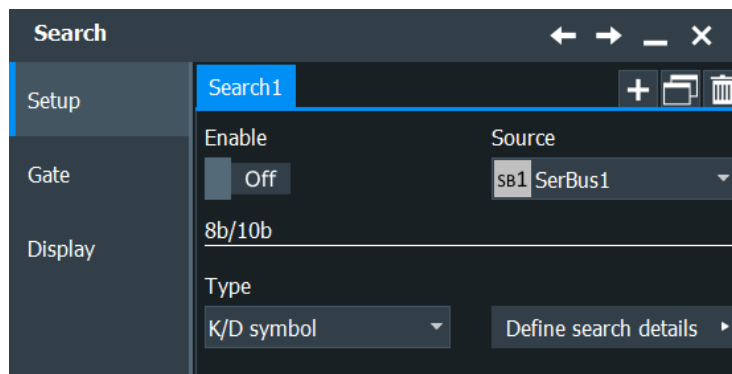 Search
Setup
Gate
Display
Search1
Enable
Source
Off
SB1 SerBus1
8b/10b
Type
K/D symbol
Define search details